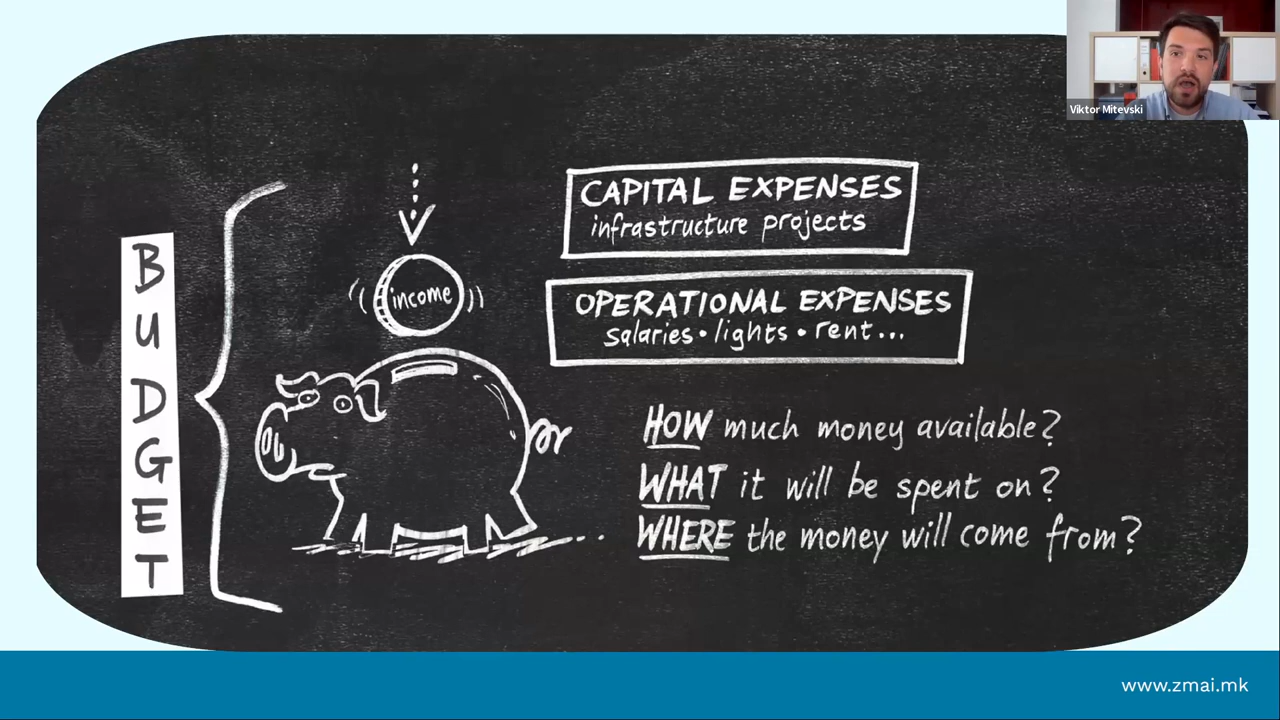 Viktor Mitevski
BUDGET
income
CAPITAL EXPENSES
infrastructure projects
OPERATIONAL EXPENSES
salaries • lights • rent...
HOW much money available?
WHAT it will be spent on?
WHERE the money will come from?
www.zmai.mk